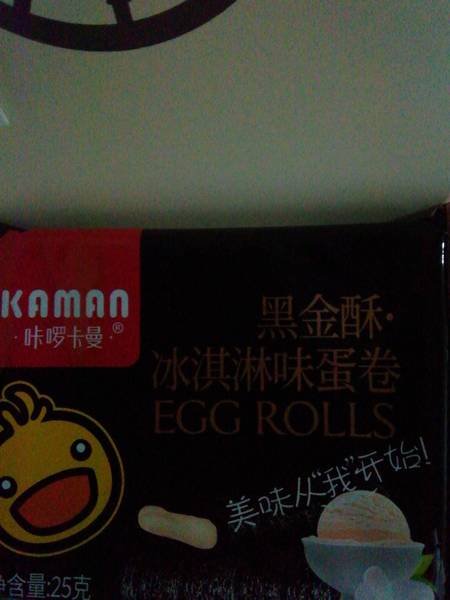 KAMAN
·咔啰卡曼·®
黑金酥·
冰淇淋味蛋卷
EGG ROLLS
美味从“我”开始!
净含量:25克